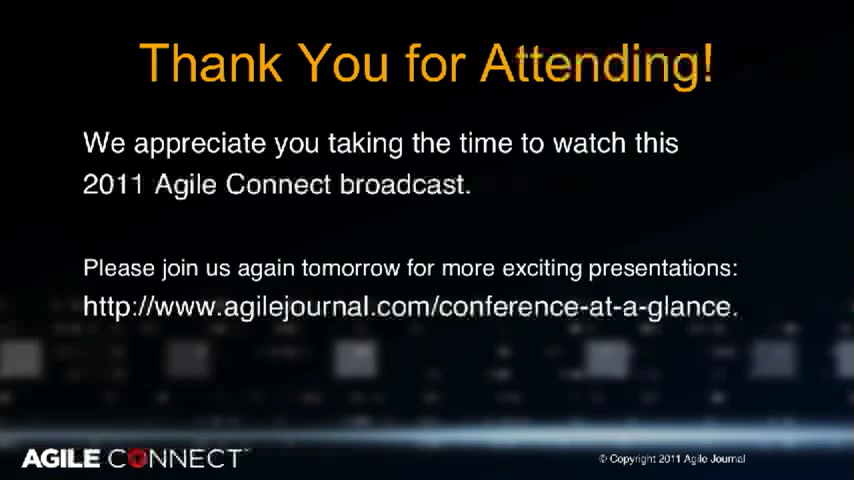 Thank You for Attending!
We appreciate you taking the time to watch this
2011 Agile Connect broadcast.
Please join us again tomorrow for more exciting presentations:
http://www.agilejournal.com/conference-at-a-glance.
AGILE CONNECT
© Copyright 2011 Agile Journal